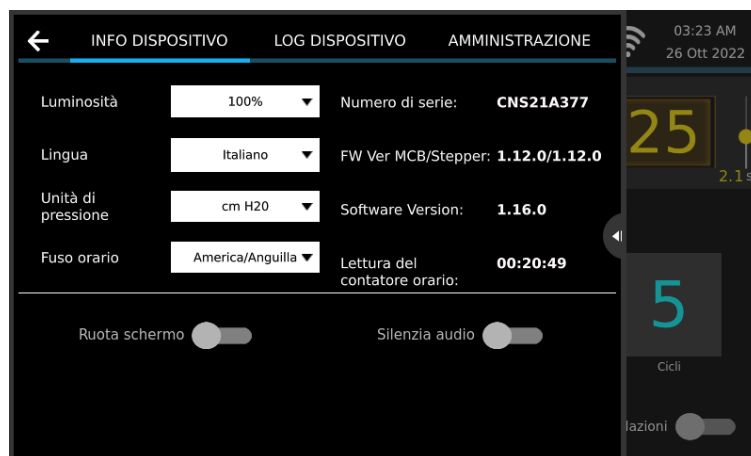 INFO DISPOSITIVO LOG DISPOSITIVO AMMINISTRAZIONE
03:23 AM
26 Ott 2022
Luminosità 100% Numero di serie: CNS21A377
Lingua Italiano FW Ver MCB/Stepper: 1.12.0/1.12.0
Unità di
pressione cm H20 Software Version: 1.16.0
Fuso orario America/Anguilla Lettura del
contatore orario: 00:20:49
Ruota schermo Silenzia audio
25
2.1 s
5
Cicli
lazioni